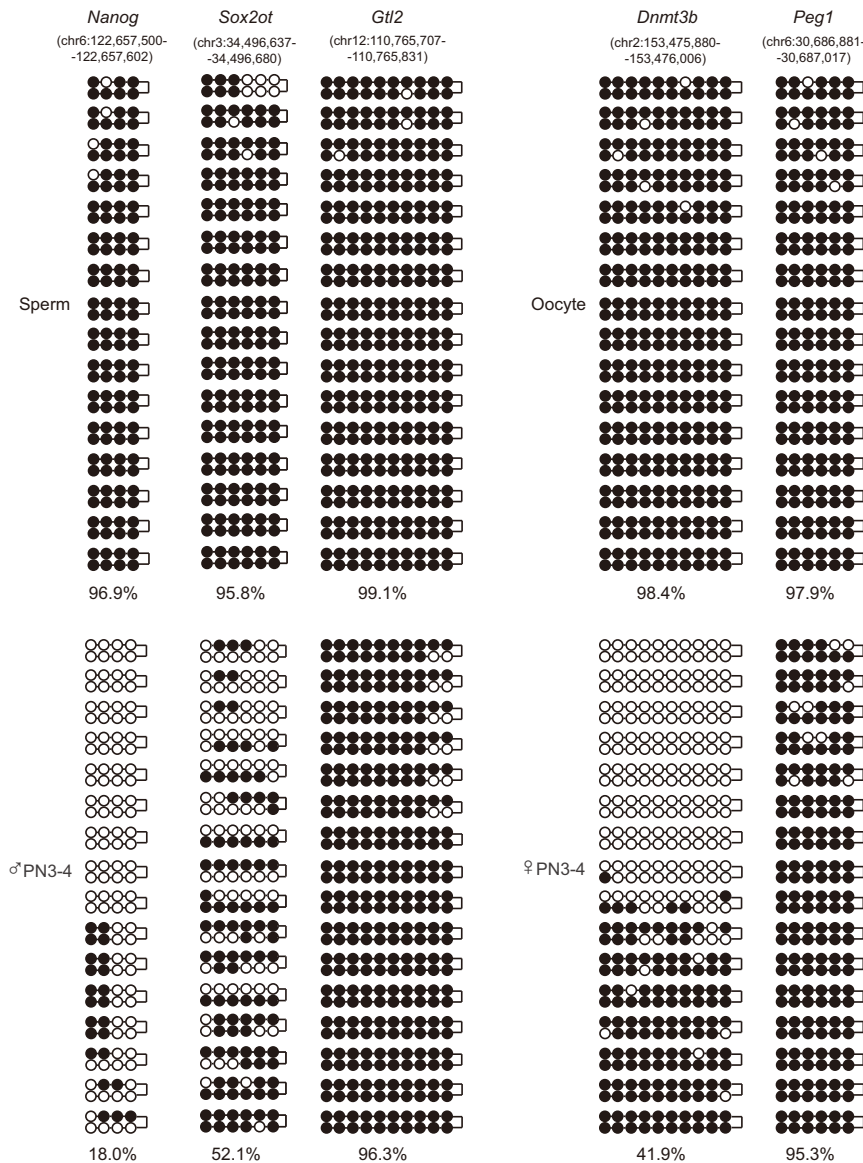 Nanog Sox2ot Gtl2 Dnmt3b Peg1
(chr6:122,657,500- (chr3:34,496,637- (chr12:110,765,707- (chr2:153,475,880- (chr6:30,686,881-
-122,657,602) -34,496,680) -110,765,831) -153,476,006) -30,687,017)
Sperm Oocyte
96.9% 95.8% 99.1% 98.4% 97.9%
♂PN3-4 ♀PN3-4
18.0% 52.1% 96.3% 41.9% 95.3%